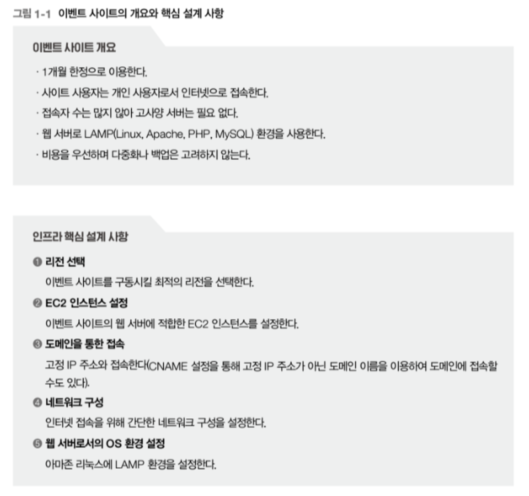 그림 1-1 이벤트 사이트의 개요와 핵심 설계 사항
이벤트 사이트 개요
· 1개월 한정으로 이용한다.
· 사이트 사용자는 개인 사용자로서 인터넷으로 접속한다.
· 접속자 수는 많지 않아 고사양 서버는 필요 없다.
· 웹 서버로 LAMP(Linux, Apache, PHP, MySQL) 환경을 사용한다.
· 비용을 우선하며 다중화나 백업은 고려하지 않는다.
인프라 핵심 설계 사항
❶ 리전 선택
이벤트 사이트를 구동시킬 최적의 리전을 선택한다.
❷ EC2 인스턴스 설정
이벤트 사이트의 웹 서버에 적합한 EC2 인스턴스를 설정한다.
❸ 도메인을 통한 접속
고정 IP 주소와 접속한다(CNAME 설정을 통해 고정 IP 주소가 아닌 도메인 이름을 이용하여 도메인에 접속할
수도 있다).
❹ 네트워크 구성
인터넷 접속을 위해 간단한 네트워크 구성을 설정한다.
❺ 웹 서버로서의 OS 환경 설정
아마존 리눅스에 LAMP 환경을 설정한다.